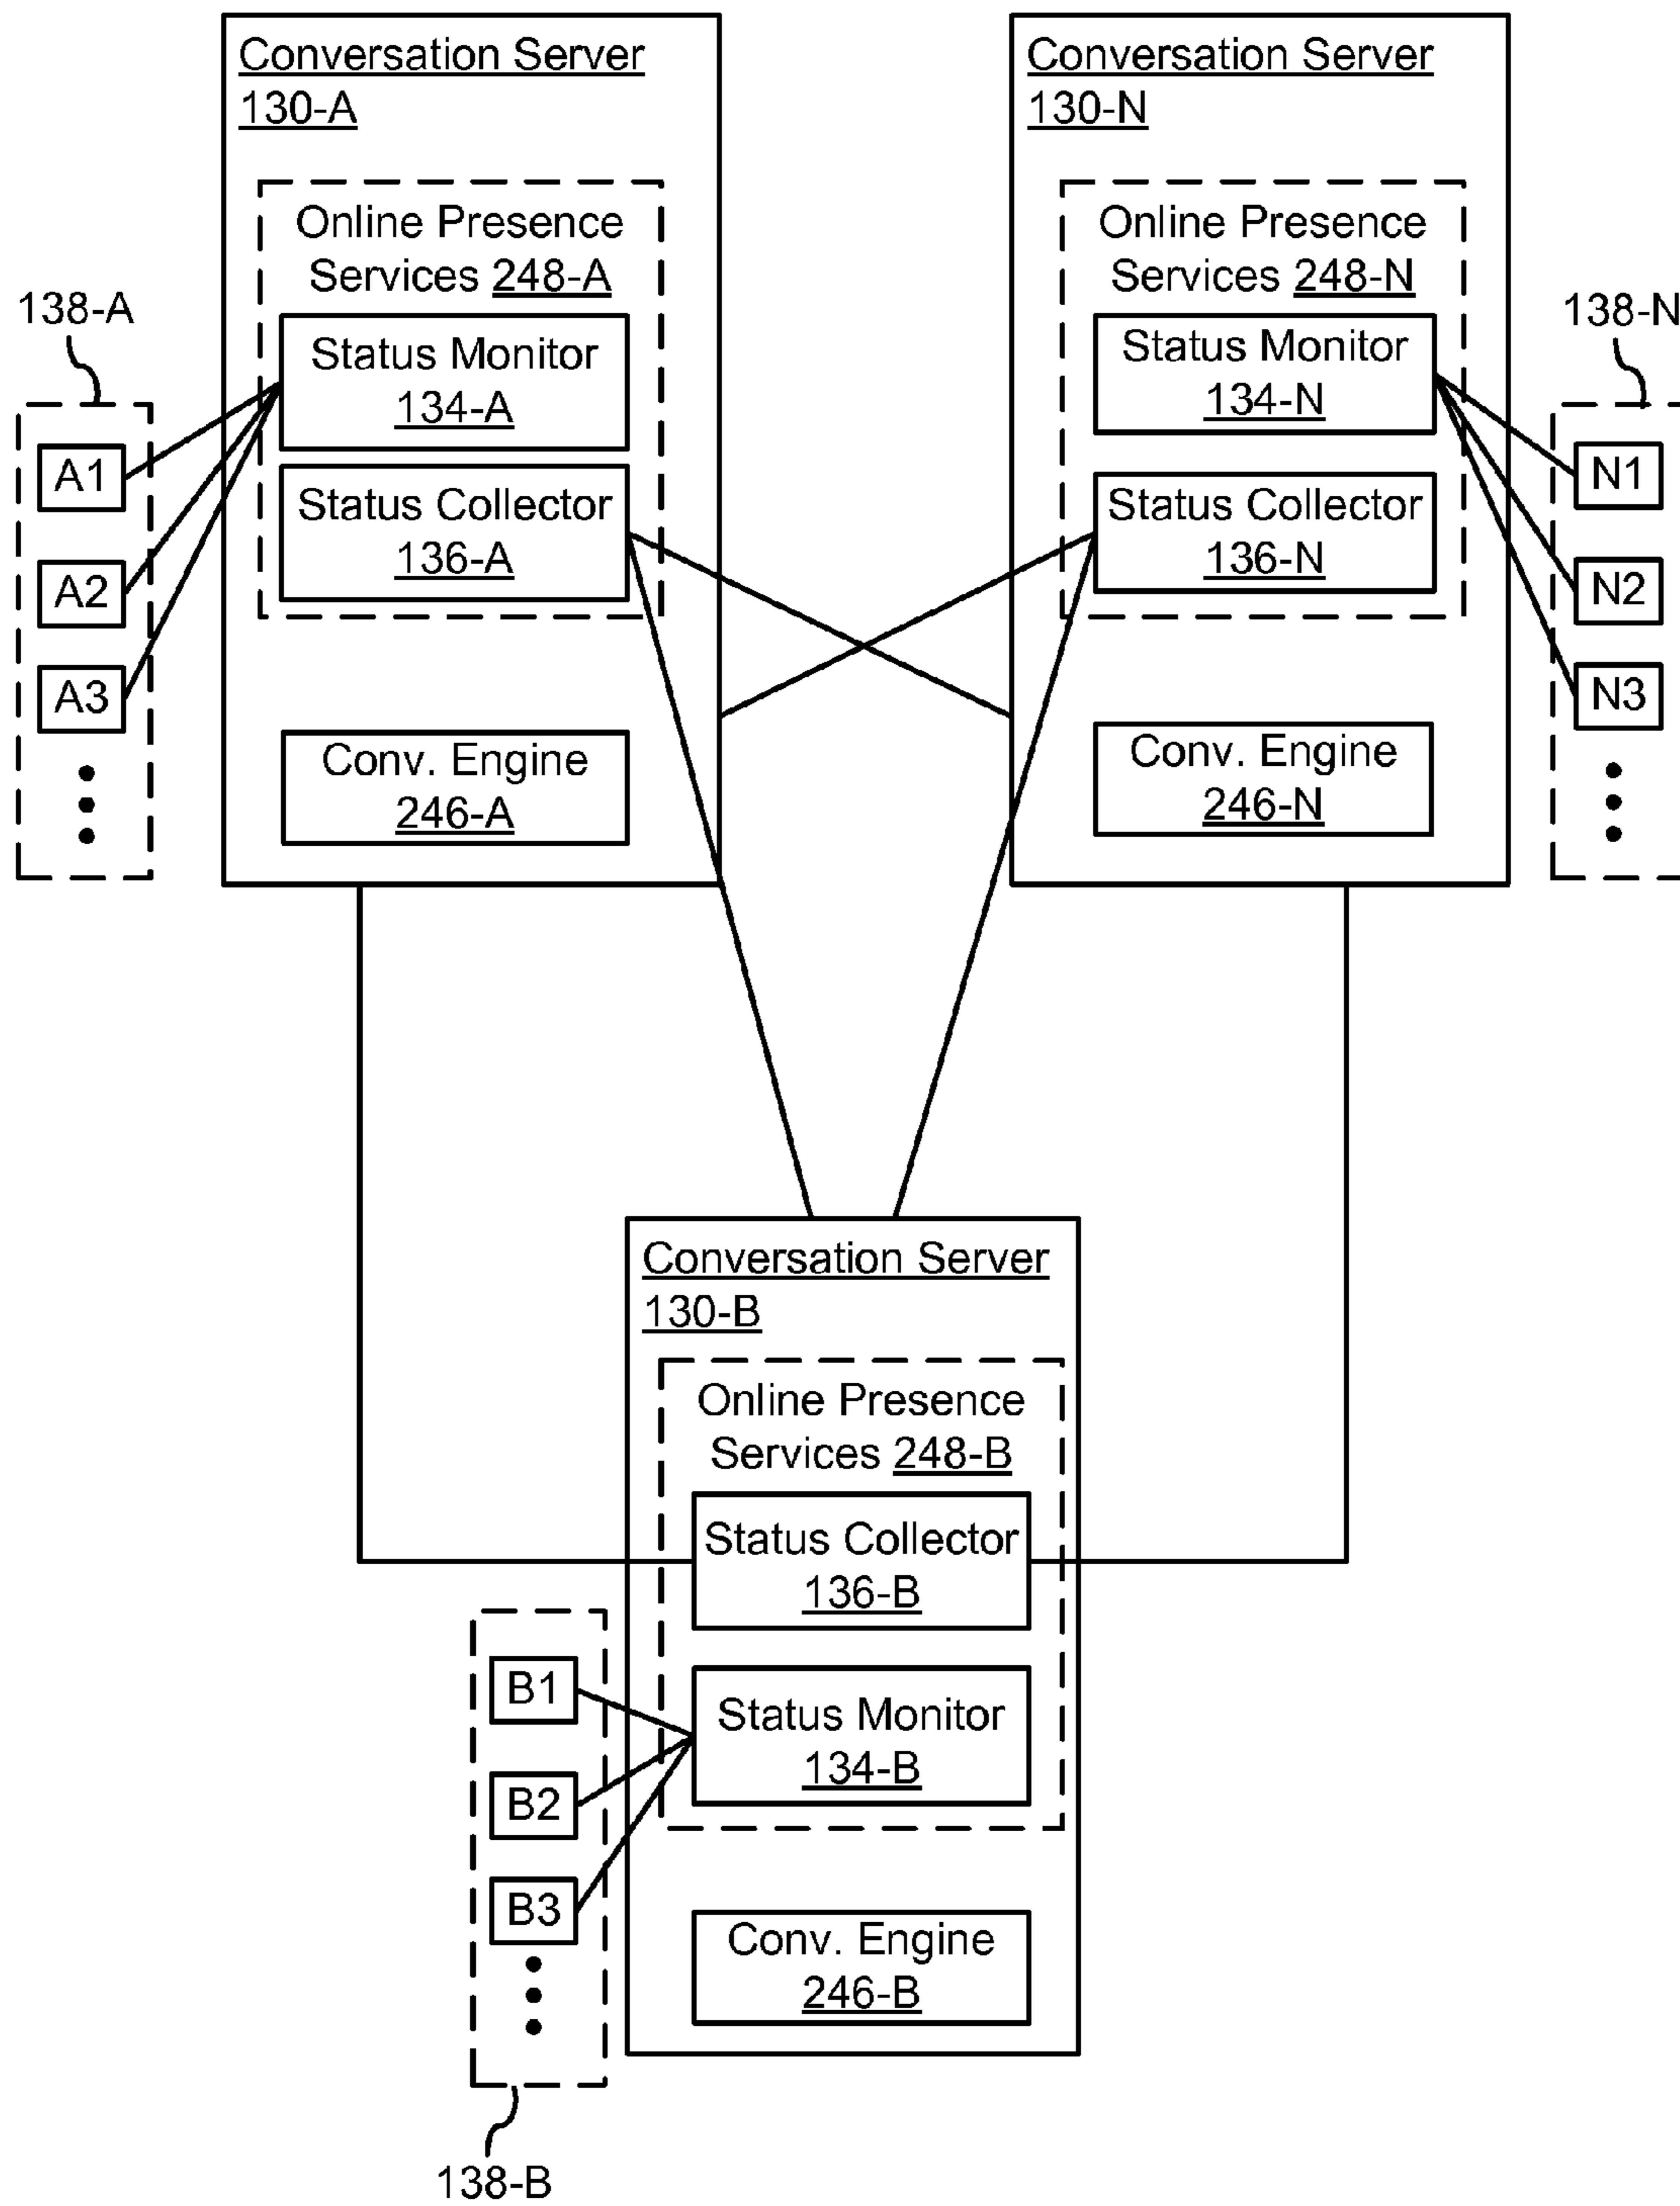 Conversation Server
130-A
Online Presence
Services 248-A
Status Monitor
134-A
Status Collector
136-A
Conv. Engine
246-A
138-A
A1
A2
A3
Conversation Server
130-N
Online Presence
Services 248-N
Status Monitor
134-N
Status Collector
136-N
Conv. Engine
246-N
138-N
N1
N2
N3
Conversation Server
130-B
Online Presence
Services 248-B
Status Collector
136-B
Status Monitor
134-B
Conv. Engine
246-B
B1
B2
B3
138-B